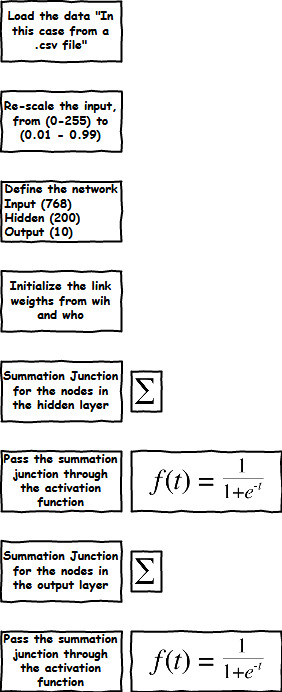 Load the data "In
this case from a
.csv file"
Re-scale the input,
from (0-255) to
(0.01 - 0.99)
Define the network
Input (768)
Hidden (200)
Output (10)
Initialize the link
weigths from wih
and who
Summation Junction
for the nodes in
the hidden layer
∑
Pass the summation
junction through
the activation
function
f(t) = 1/(1+e^-t)
Summation Junction
for the nodes in
the output layer
∑
Pass the summation
junction through
the activation
function
f(t) = 1/(1+e^-t)